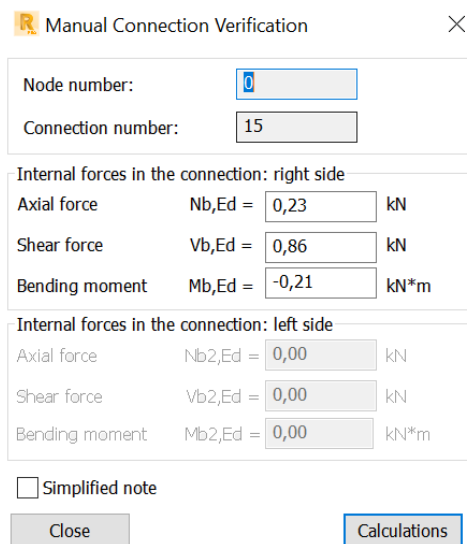 Manual Connection Verification
Node number: 0
Connection number: 15
Internal forces in the connection: right side
Axial force Nb,Ed = 0,23 kN
Shear force Vb,Ed = 0,86 kN
Bending moment Mb,Ed = -0,21 kN*m
Internal forces in the connection: left side
Axial force Nb2,Ed = 0,00 kN
Shear force Vb2,Ed = 0,00 kN
Bending moment Mb2,Ed = 0,00 kN*m
Simplified note
Close Calculations